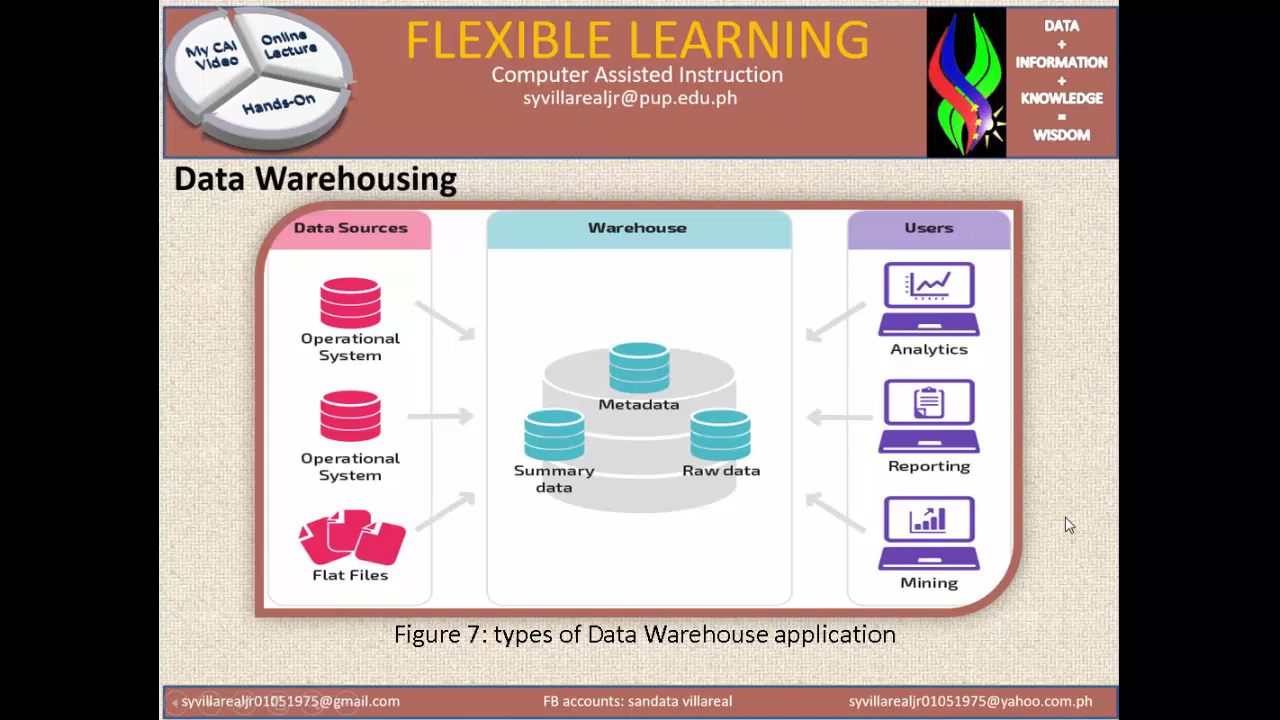 My CAI
Video
Online
Lecture
Hands-On
FLEXIBLE LEARNING
Computer Assisted Instruction
syvillarealjr@pup.edu.ph
DATA
+
INFORMATION
+
KNOWLEDGE
=
WISDOM
Data Warehousing
Data Sources
Operational
System
Operational
System
Flat Files
Warehouse
Metadata
Summary
data
Raw data
Users
Analytics
Reporting
Mining
Figure 7: types of Data Warehouse application
syvillarealjr01051975@gmail.com
FB accounts: sandata villareal
syvillarealjr01051975@yahoo.com.ph